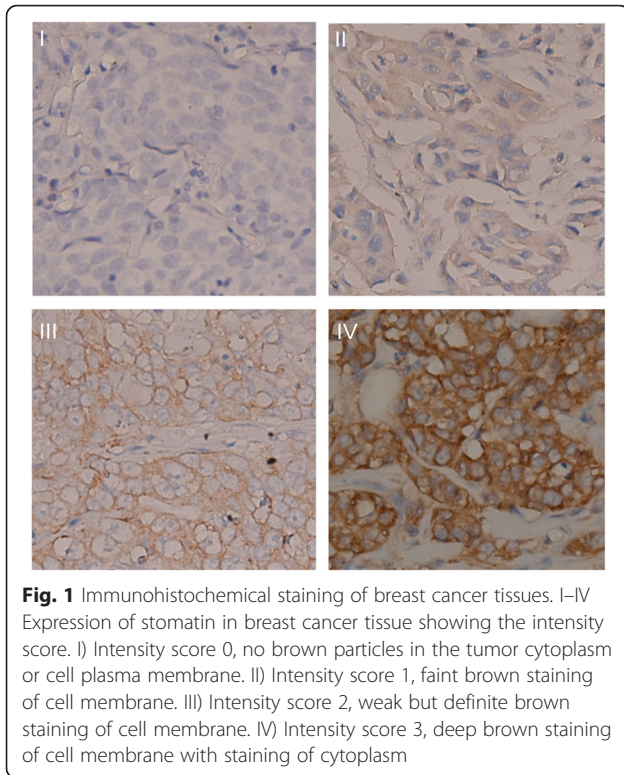 I
II
III
IV
Fig. 1 Immunohistochemical staining of breast cancer tissues. I–IV
Expression of stomatin in breast cancer tissue showing the intensity
score. I) Intensity score 0, no brown particles in the tumor cytoplasm
or cell plasma membrane. II) Intensity score 1, faint brown staining
of cell membrane. III) Intensity score 2, weak but definite brown
staining of cell membrane. IV) Intensity score 3, deep brown staining
of cell membrane with staining of cytoplasm